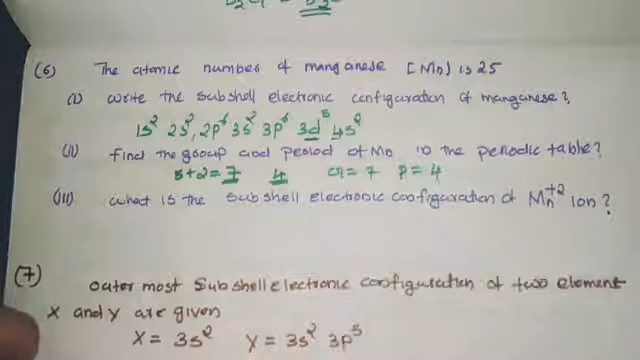 (6) The atomic number of manganese [Mn] is 25
(i) write the subshell electronic configuration of manganese?
1s² 2s², 2p⁶ 3s² 3p⁶ 3d⁵ 4s²
(ii) Find the group and period of Mn in the periodic table?
5+2=7 4 G=7 P=4
(iii) what is the subshell electronic configuration of Mn⁺² ion?
(7) outer most subshell electronic configuration of two element
X and y are given
X = 3s² Y = 3s² 3p⁵